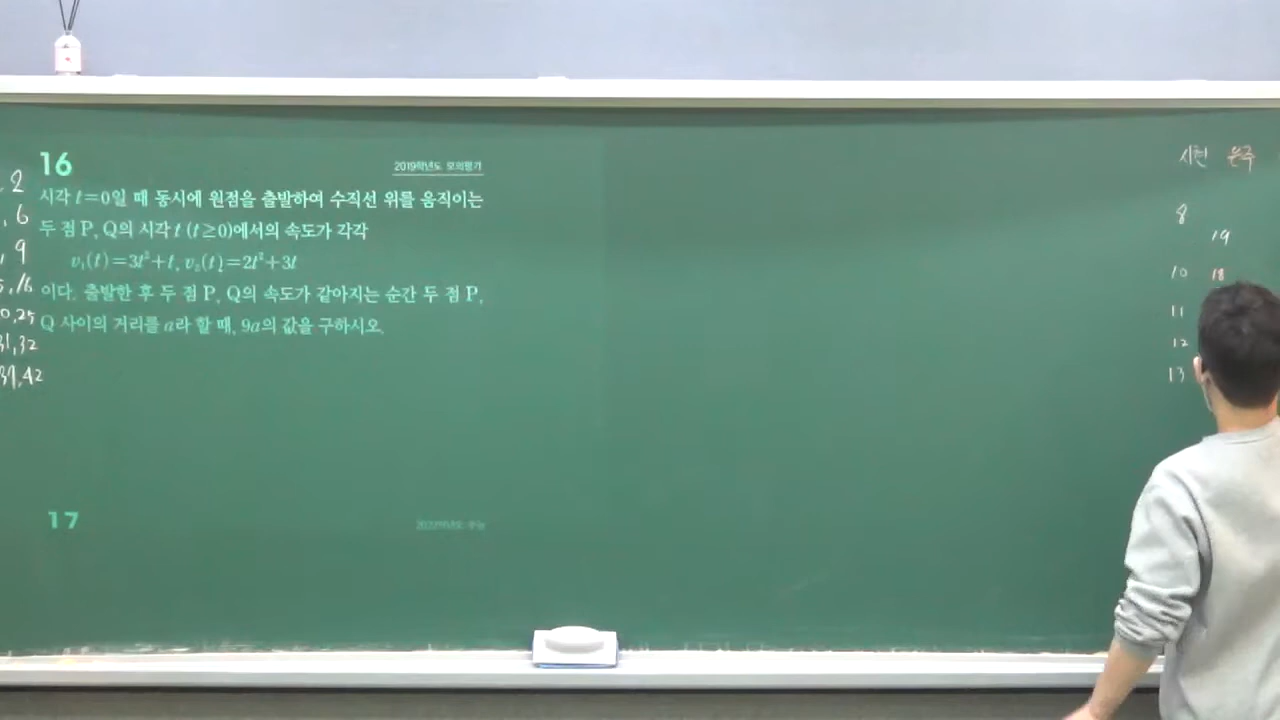 16
2019학년도 모의평가
시각 t=0일 때 동시에 원점을 출발하여 수직선 위를 움직이는
두 점 P, Q의 시각 t (t≥0)에서의 속도가 각각
v₁(t)=3t²+t, v₂(t)=2t²+3t
이다. 출발한 후 두 점 P, Q의 속도가 같아지는 순간 두 점 P,
Q 사이의 거리를 a라 할 때, 9a의 값을 구하시오.
17
2
, 6
, 9
,16
0,25
31,32
39,42
은주
8
19
10 18
11
12
13